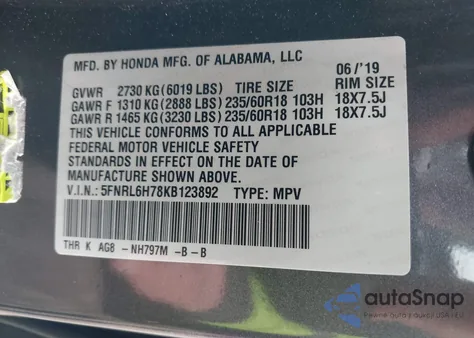 MFD. BY HONDA MFG. OF ALABAMA, LLC
06/'19
GVWR 2730 KG (6019 LBS) TIRE SIZE RIM SIZE
GAWR F 1310 KG (2888 LBS) 235/60R18 103H 18X7.5J
GAWR R 1465 KG (3230 LBS) 235/60R18 103H 18X7.5J
THIS VEHICLE CONFORMS TO ALL APPLICABLE
FEDERAL MOTOR VEHICLE SAFETY
STANDARDS IN EFFECT ON THE DATE OF
MANUFACTURE SHOWN ABOVE.
V.I.N.: 5FNRL6H78KB123892 TYPE: MPV
THR K AG8 - NH797M -B -B
autoSnap